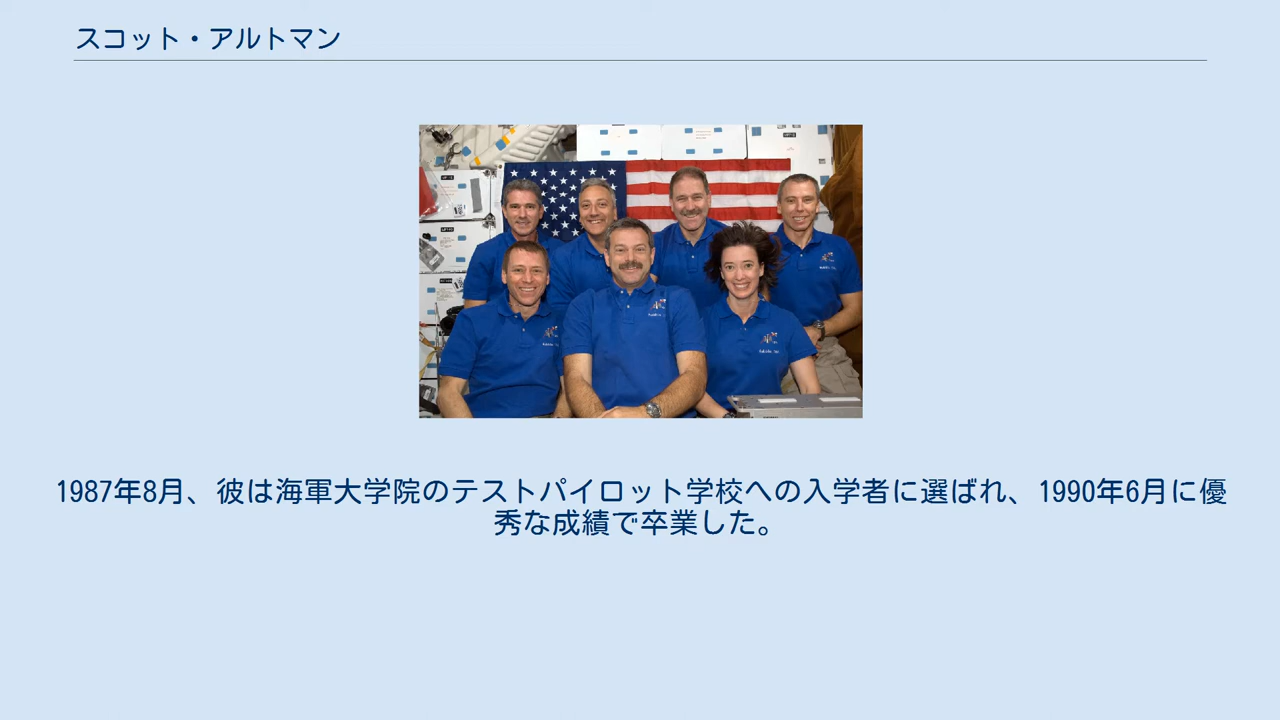 スコット・アルトマン
1987年8月、彼は海軍大学院のテストパイロット学校への入学者に選ばれ、1990年6月に優
秀な成績で卒業した。